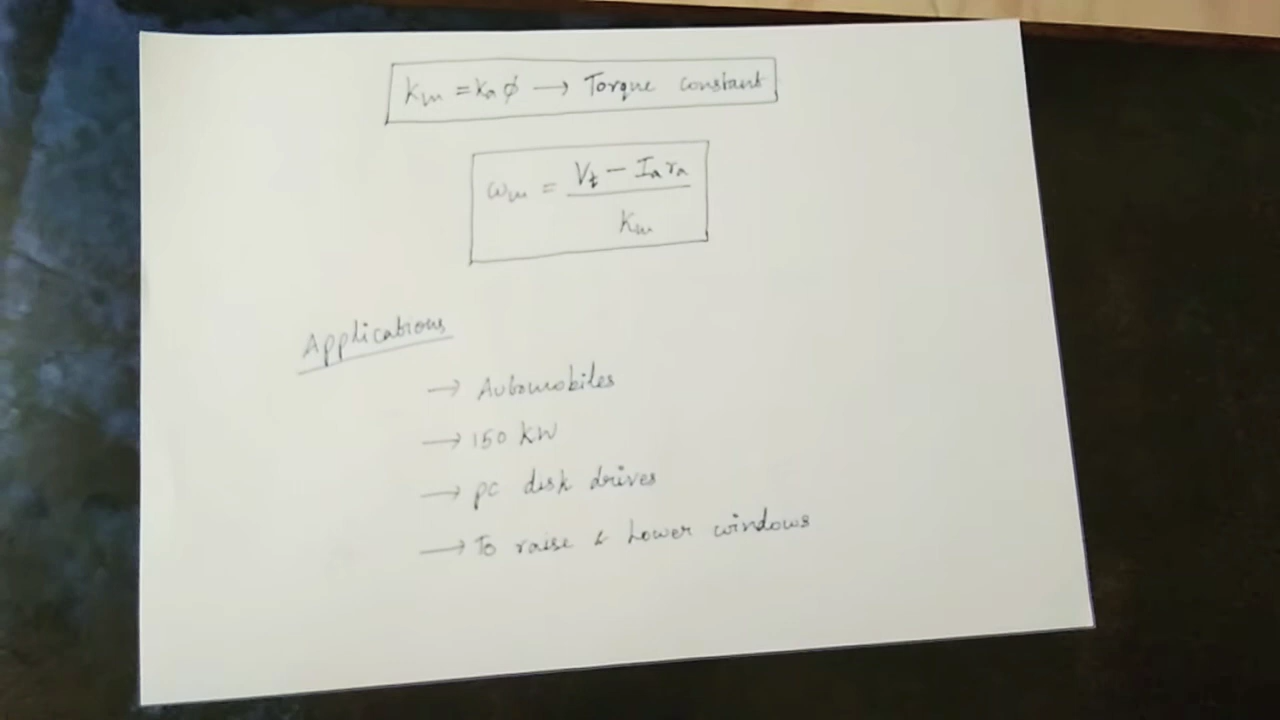 km = ka φ → Torque constant
ωm = (Vt − Ia ra) / km
Applications
→ Automobiles
→ 150 kW
→ pc disk drives
→ To raise & Lower windows